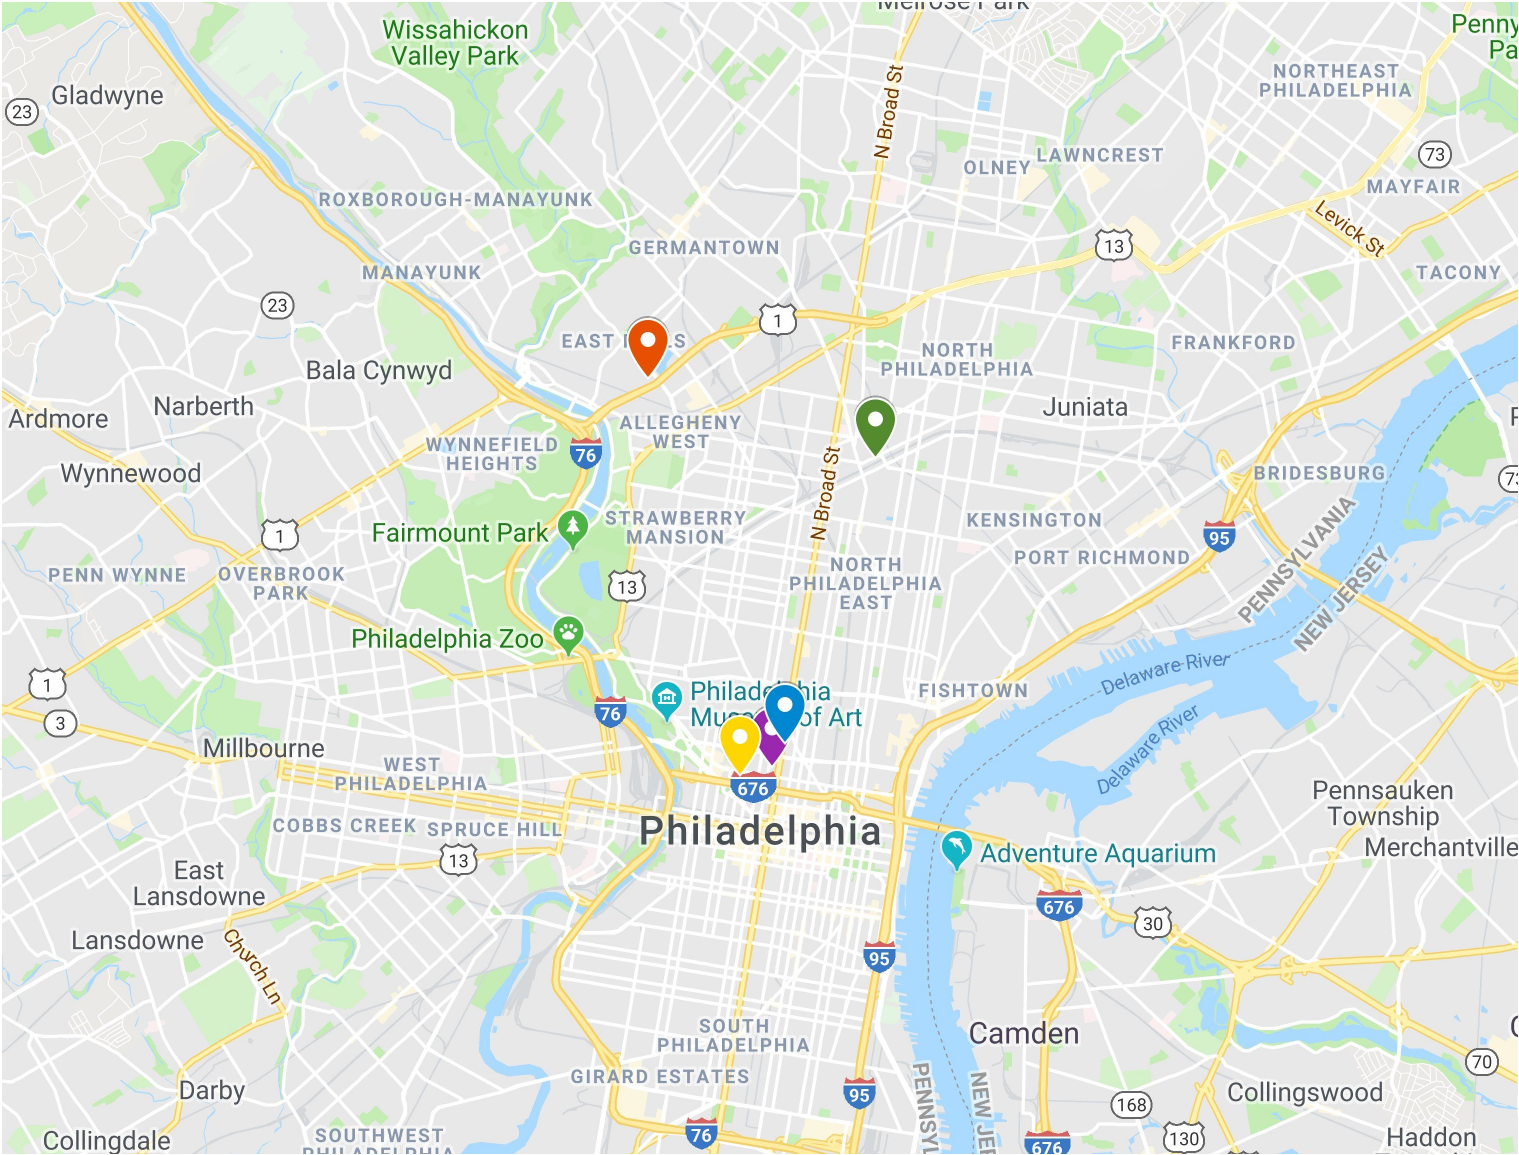 Melrose Park
Wissahickon
Valley Park
Penny
Pa
Gladwyne
23
N Broad St
NORTHEAST
PHILADELPHIA
OLNEY
LAWNCREST
73
MAYFAIR
ROXBOROUGH-MANAYUNK
Levick St
GERMANTOWN
13
MANAYUNK
TACONY
23
1
EAST
FRANKFORD
NORTH
PHILADELPHIA
Bala Cynwyd
Narberth
Juniata
Ardmore
ALLEGHENY
WEST
WYNNEFIELD
HEIGHTS
76
Wynnewood
BRIDESBURG
73
N Broad St
STRAWBERRY
MANSION
KENSINGTON
Fairmount Park
1
95
PENNSYLVANIA
NEW JERSEY
PORT RICHMOND
PENN WYNNE
OVERBROOK
PARK
NORTH
PHILADELPHIA
EAST
13
Philadelphia Zoo
Delaware River
1
FISHTOWN
Philadelphia
Museum of Art
76
3
Delaware River
Millbourne
WEST
PHILADELPHIA
676
Pennsauken
Township
COBBS CREEK
SPRUCE HILL
Philadelphia
Merchantville
13
Adventure Aquarium
East
Lansdowne
676
30
Lansdowne
Church Ln
95
SOUTH
PHILADELPHIA
Camden
70
GIRARD ESTATES
Darby
95
PENNSYL
NEW JER
Collingswood
168
76
130
676
Collingdale
SOUTHWEST
PHILADELPHIA
Haddon